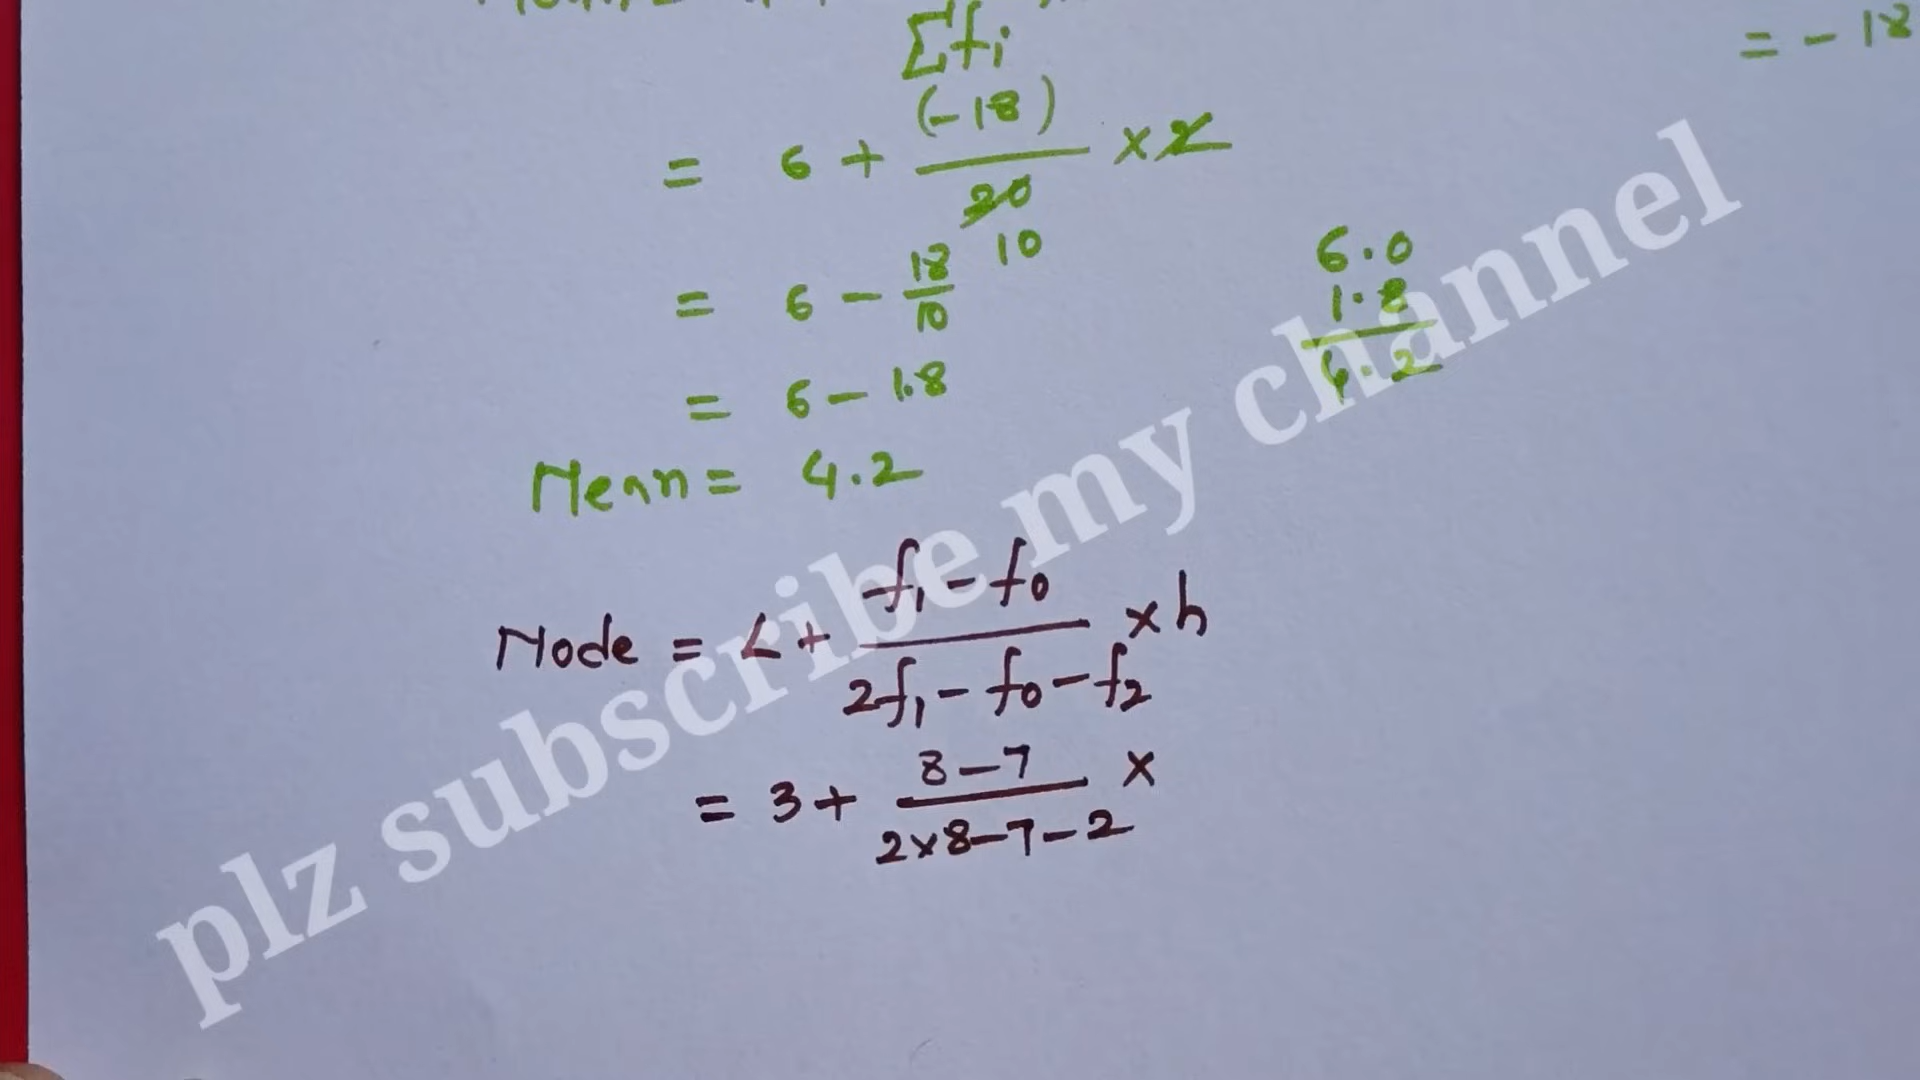 Σfi
= -18
= 6 + (-18)/20 × 2
10
= 6 - 18/10
6.0
1.8
4.2
= 6 - 1.8
Mean = 4.2
Mode = L + f1 - f0 / 2f1 - f0 - f2 × h
= 3 + 8 - 7 / 2×8-7-2 ×
plz subscribe my channel